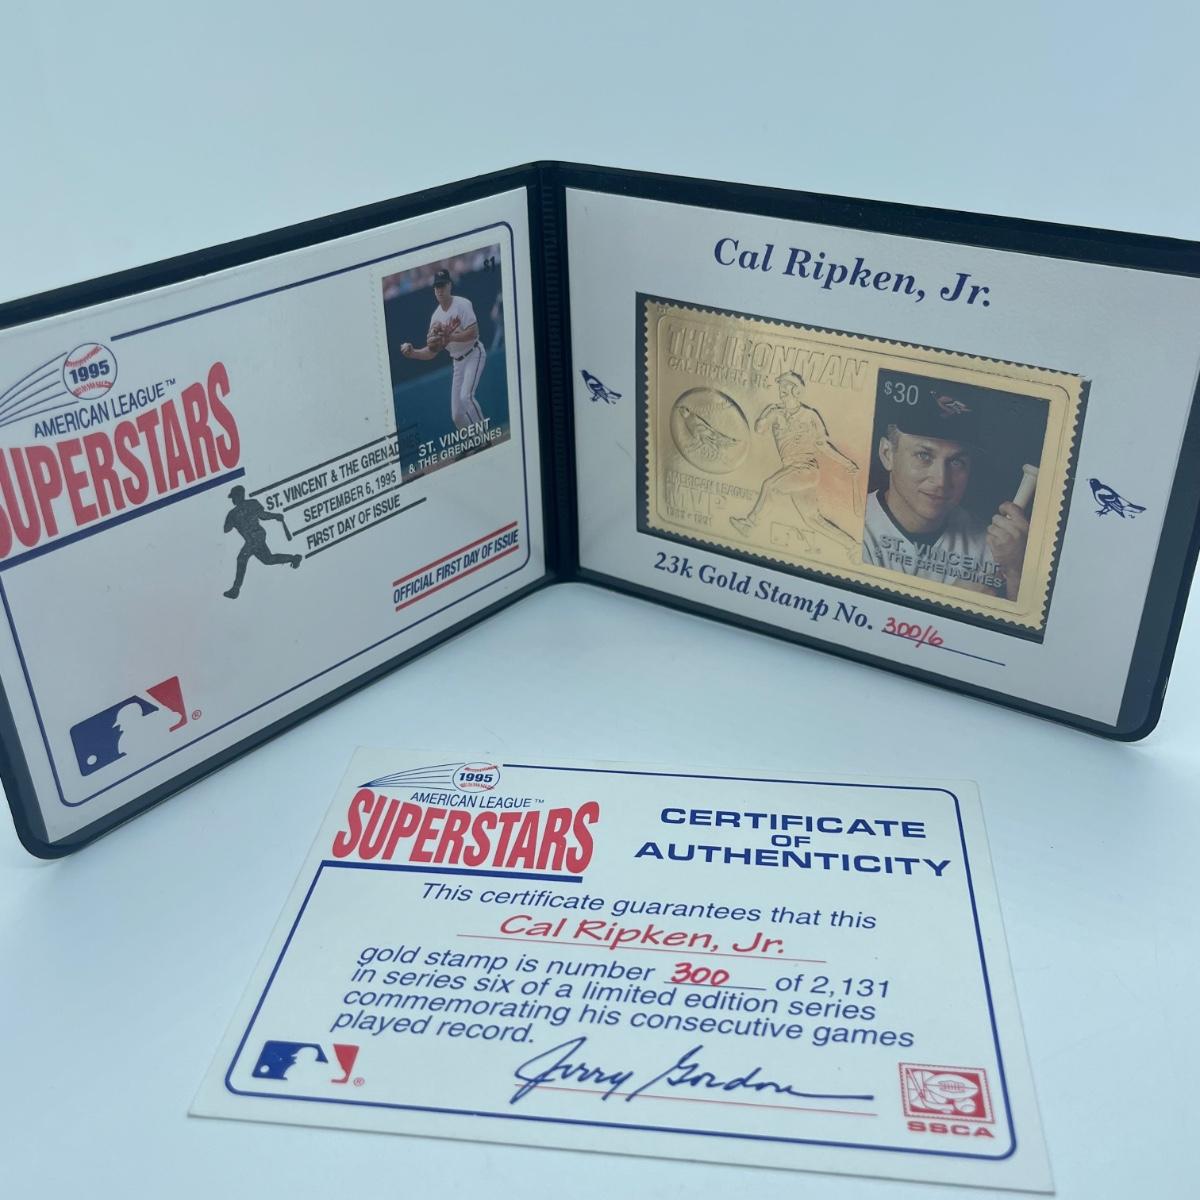 1995
AMERICAN LEAGUE™
SUPERSTARS
$1
ST. VINCENT
& THE GRENADINES
ST. VINCENT & THE GRENADINES
SEPTEMBER 6, 1995
FIRST DAY OF ISSUE
OFFICIAL FIRST DAY OF ISSUE
®
Cal Ripken, Jr.
THE IRONMAN
CAL RIPKEN, JR.
AMERICAN LEAGUE
MVP
1983 • 1991
$30
ST. VINCENT
& THE GRENADINES
23k Gold Stamp No. 300/6
1995
AMERICAN LEAGUE™
SUPERSTARS
CERTIFICATE
OF
AUTHENTICITY
This certificate guarantees that this
Cal Ripken, Jr.
gold stamp is number 300 of 2,131
in series six of a limited edition series
commemorating his consecutive games
played record.
Jerry Gordon
®
SSCA